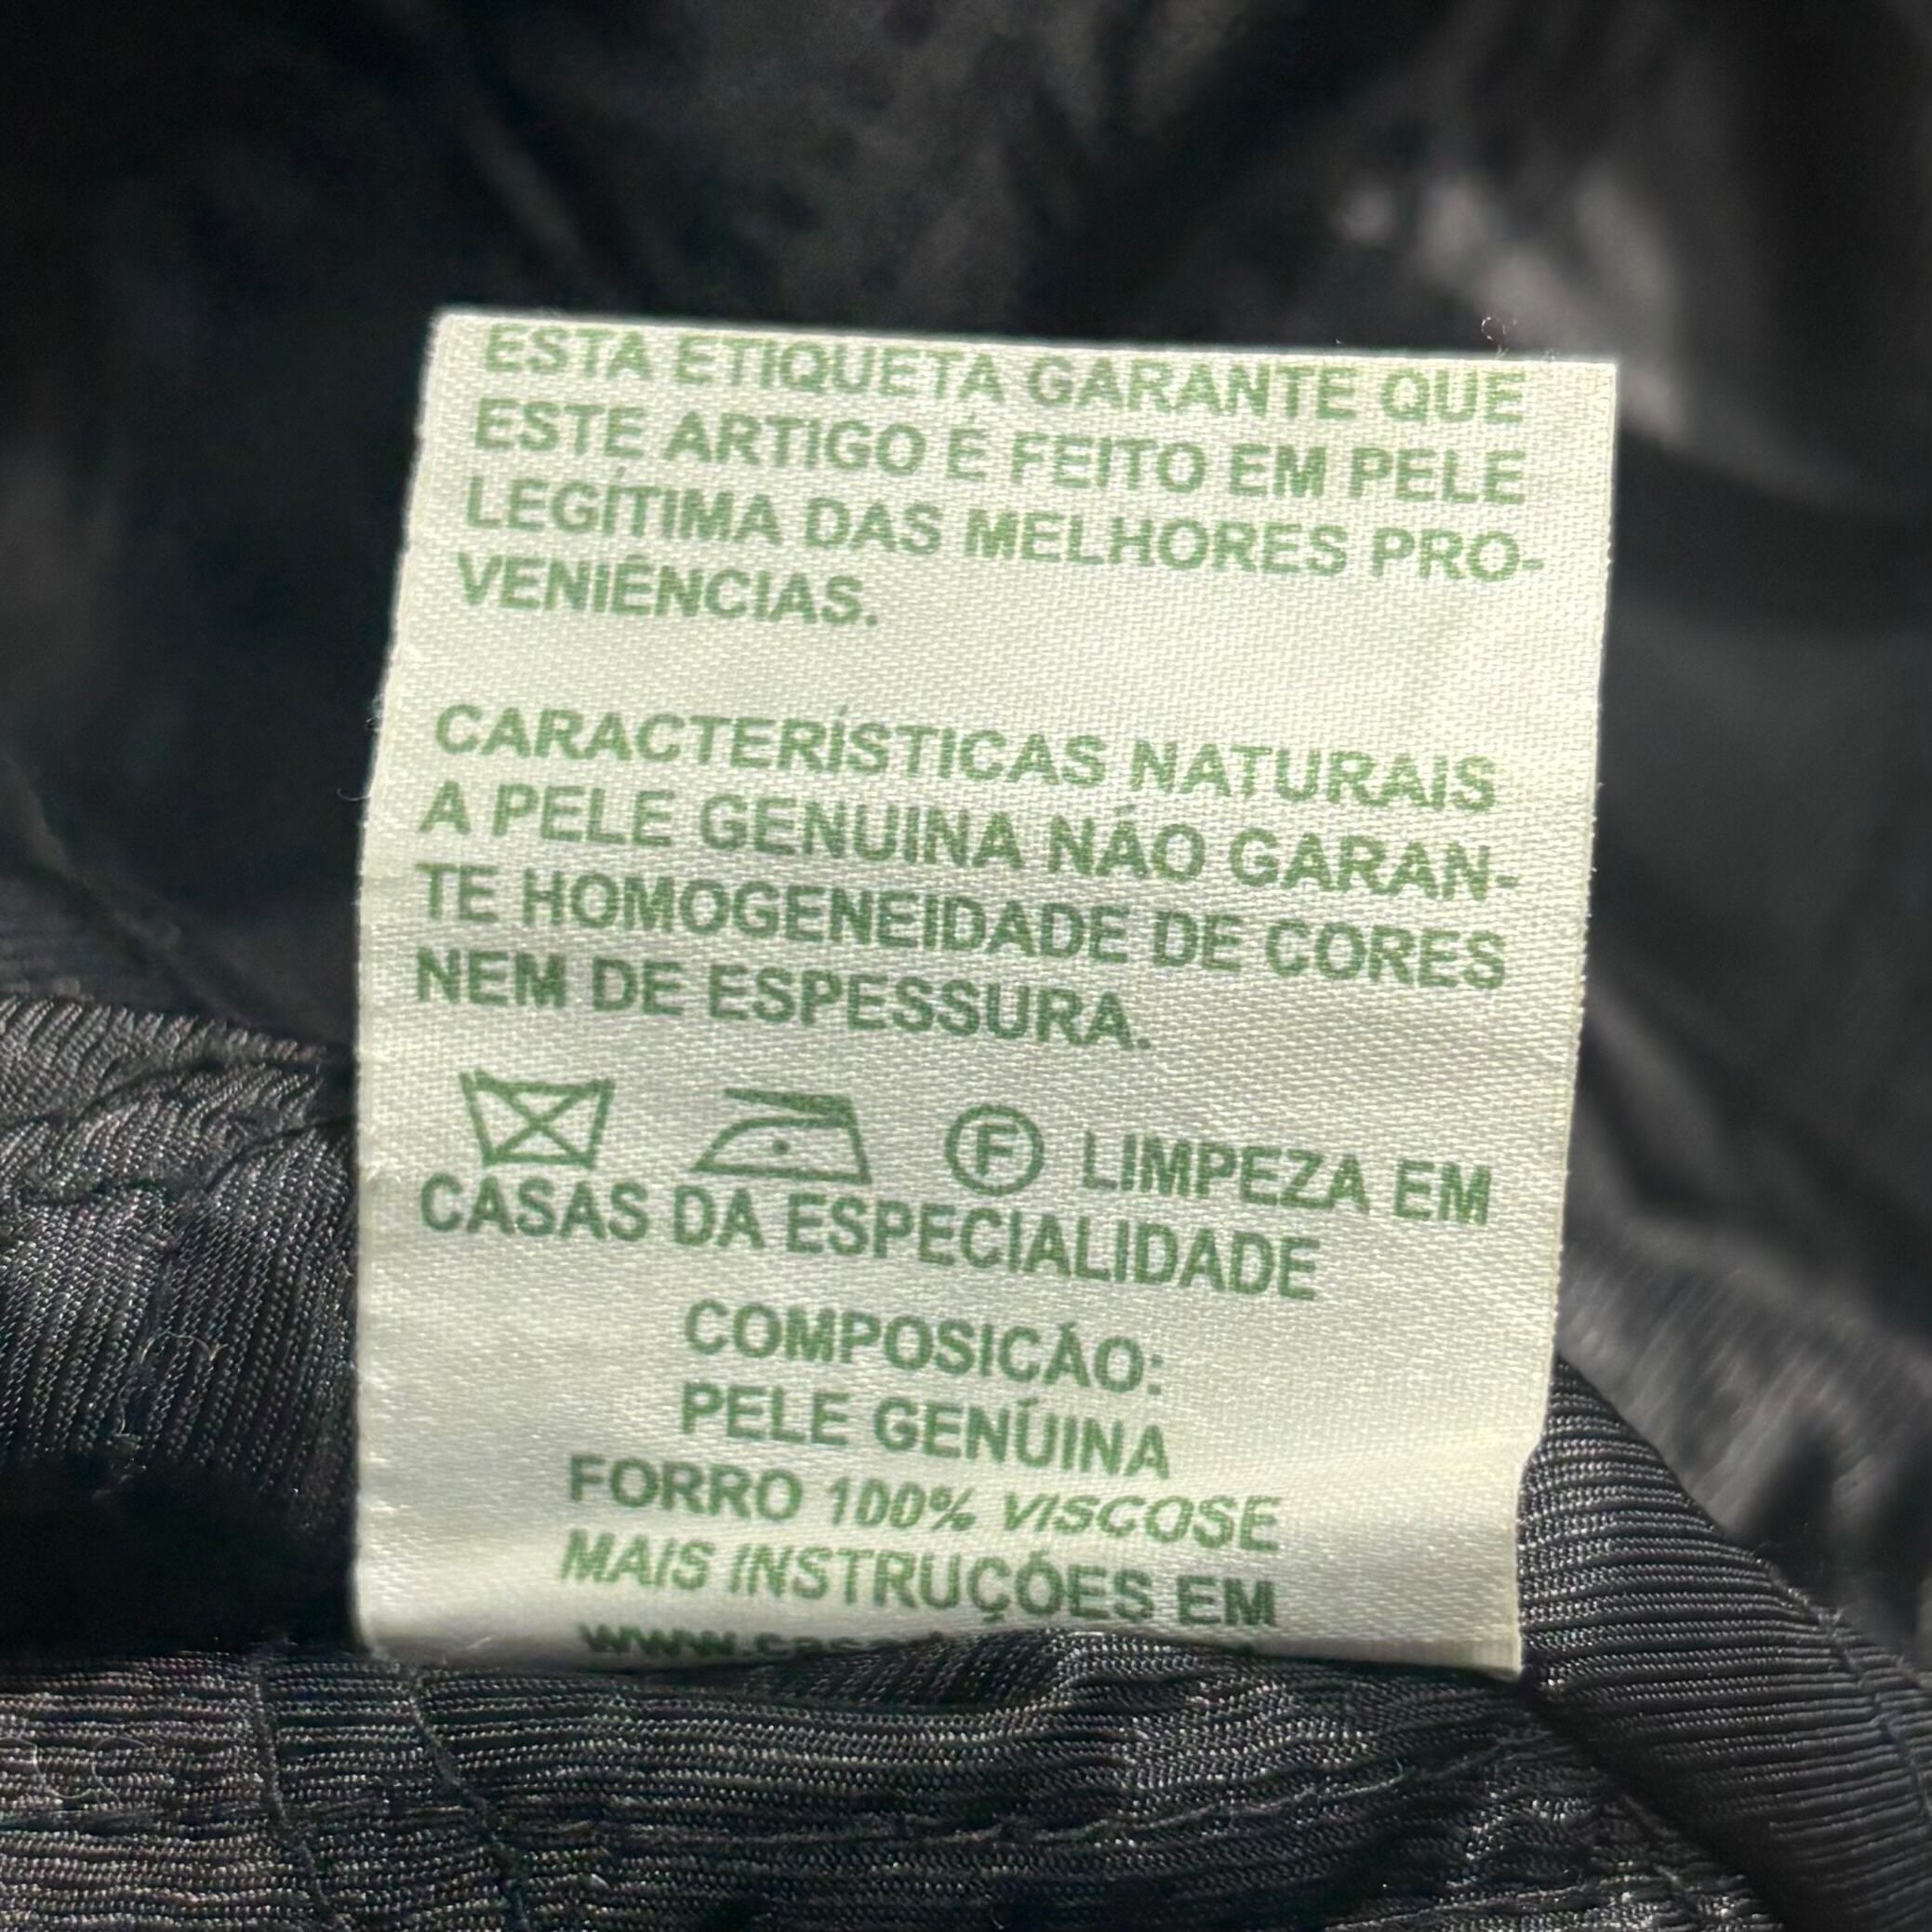 ESTA ETIQUETA GARANTE QUE
ESTE ARTIGO É FEITO EM PELE
LEGÍTIMA DAS MELHORES PRO-
VENIÊNCIAS.
CARACTERÍSTICAS NATURAIS
A PELE GENUINA NÃO GARAN-
TE HOMOGENEIDADE DE CORES
NEM DE ESPESSURA.
F LIMPEZA EM
CASAS DA ESPECIALIDADE
COMPOSICÃO:
PELE GENÚINA
FORRO 100% VISCOSE
MAIS INSTRUÇÓES EM